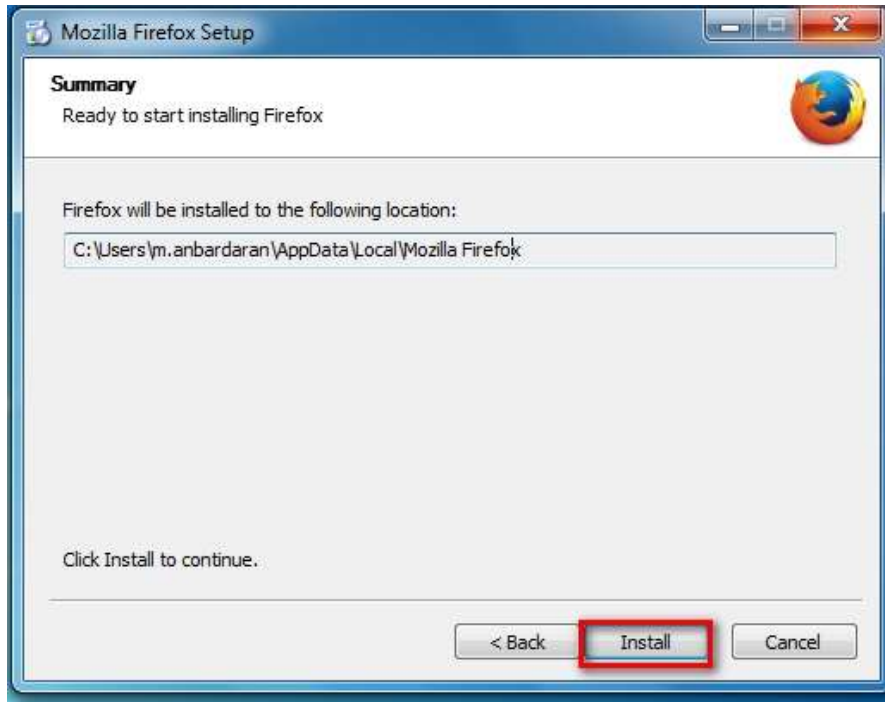 Mozilla Firefox Setup
Summary
Ready to start installing Firefox
Firefox will be installed to the following location:
C:\Users\m.anbardaran\AppData\Local\Mozilla Firefox
Click Install to continue.
< Back Install Cancel